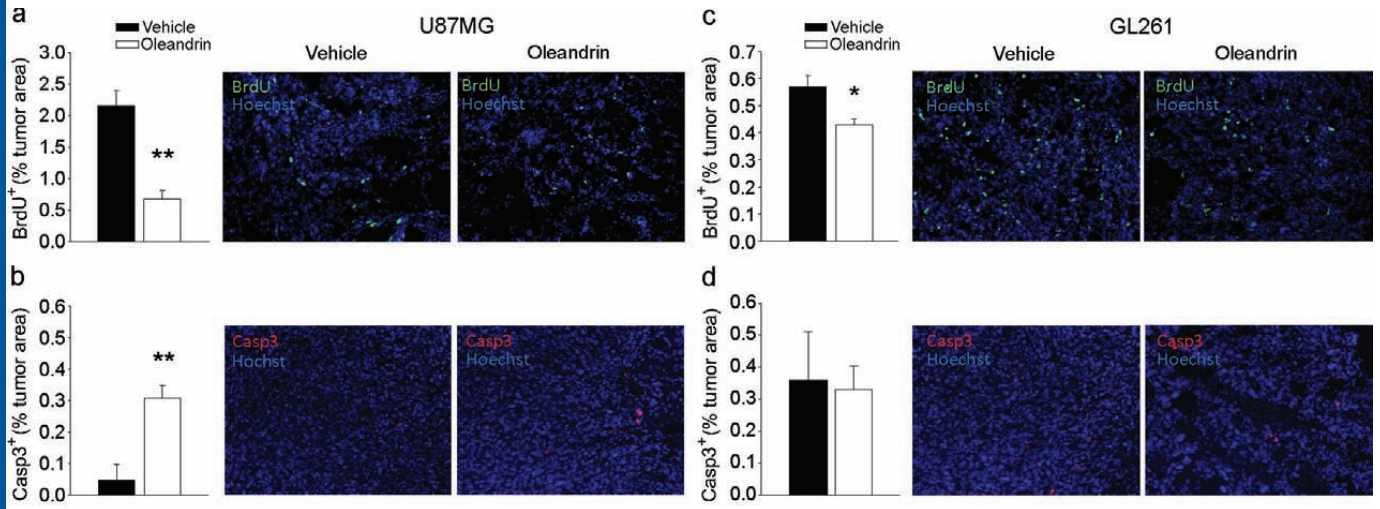 a
Vehicle
Oleandrin
U87MG
Vehicle
Oleandrin
BrdU+ (% tumor area)
3.0
2.5
2.0
1.5
1.0
0.5
0.0
**
BrdU
Hoechst
BrdU
Hoechst
c
Vehicle
Oleandrin
GL261
Vehicle
Oleandrin
BrdU+ (% tumor area)
0.7
0.6
0.5
0.4
0.3
0.2
0.1
0.0
*
BrdU
Hoechst
BrdU
Hoechst
b
Casp3+ (% tumor area)
0.6
0.5
0.4
0.3
0.2
0.1
0.0
**
Casp3
Hochst
Casp3
Hoechst
d
Casp3+ (% tumor area)
0.6
0.5
0.4
0.3
0.2
0.1
0.0
Casp3
Hoechst
Casp3
Hoechst